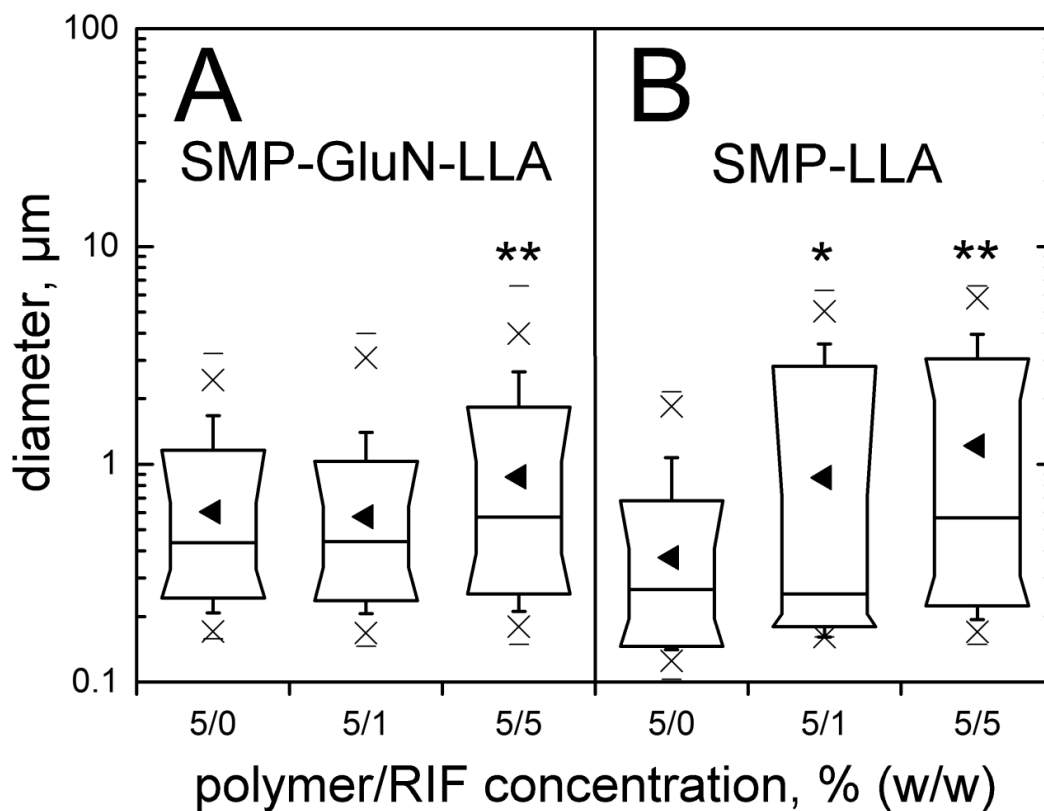 100
10
1
0.1
diameter, µm
A
SMP-GluN-LLA
**
B
SMP-LLA
*
**
5/0
5/1
5/5
5/0
5/1
5/5
polymer/RIF concentration, % (w/w)